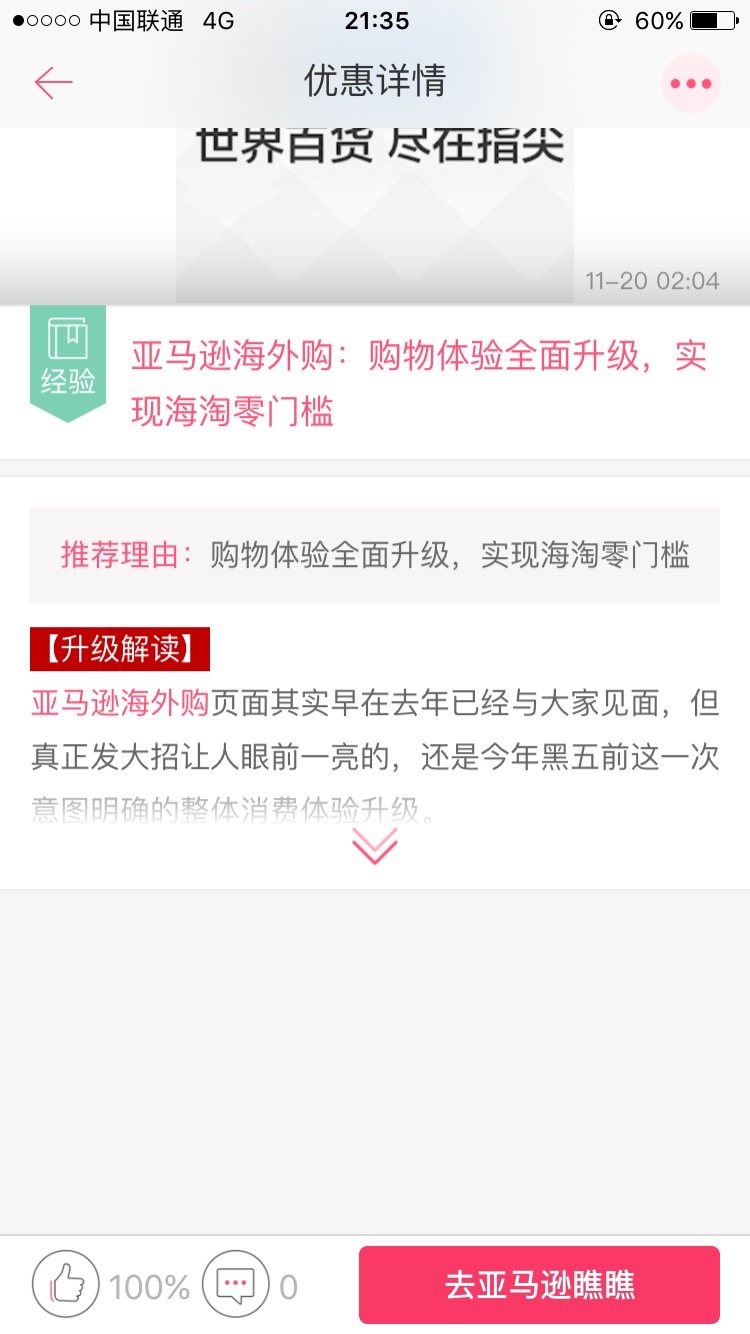 中国联通 4G 21:35 60%
优惠详情
世界百货 尽在指尖
11-20 02:04
经验
亚马逊海外购：购物体验全面升级，实
现海淘零门槛
推荐理由：购物体验全面升级，实现海淘零门槛
【升级解读】
亚马逊海外购页面其实早在去年已经与大家见面，但
真正发大招让人眼前一亮的，还是今年黑五前这一次
意图明确的整体消费体验升级。
100% 0 去亚马逊瞧瞧